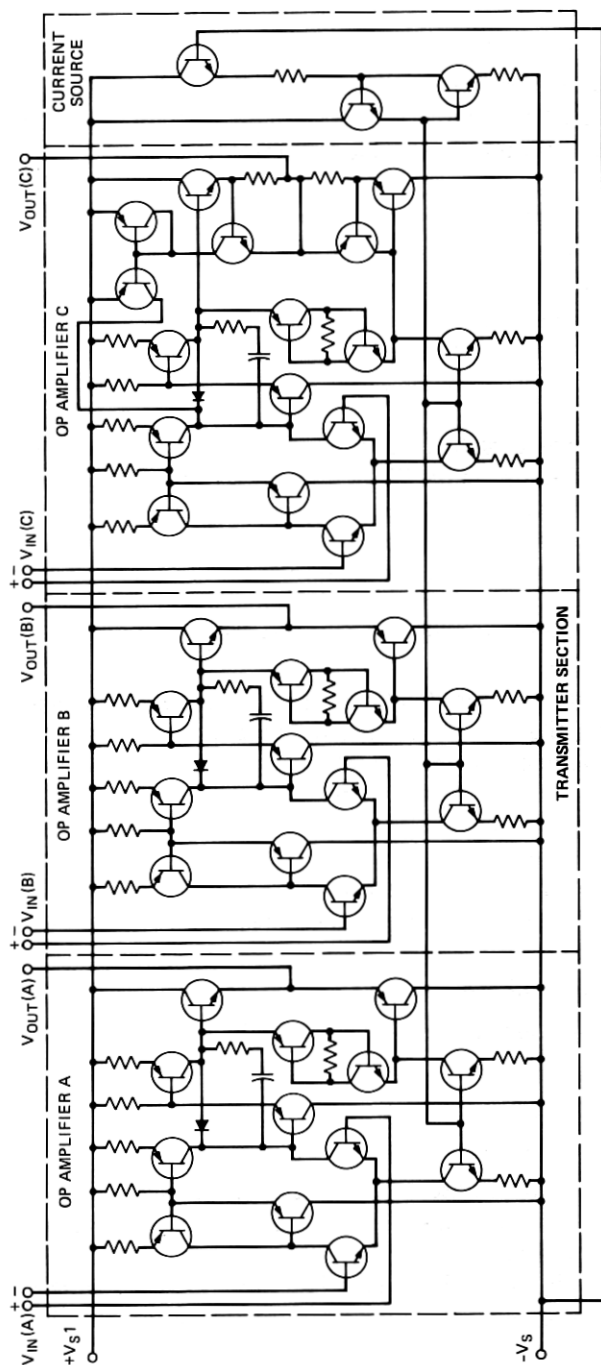 VIN(A)
+
-
+VS1
-VS
OP AMPLIFIER A
VOUT(A)
+
-
VIN(B)
OP AMPLIFIER B
VOUT(B)
+
-
VIN(C)
OP AMPLIFIER C
VOUT(C)
CURRENT
SOURCE
TRANSMITTER SECTION